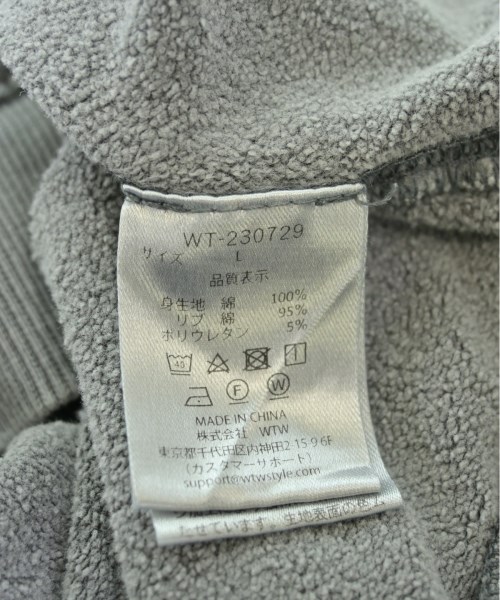 WT-230729
サイズ L
品質表示
身生地 綿 100%
リブ 綿 95%
ポリウレタン 5%
40
F W
MADE IN CHINA
株式会社 WTW
東京都千代田区内神田2 15 9 6F
(カスタマーサポート)
support@wtwstyle.com
たせています。生地表面の